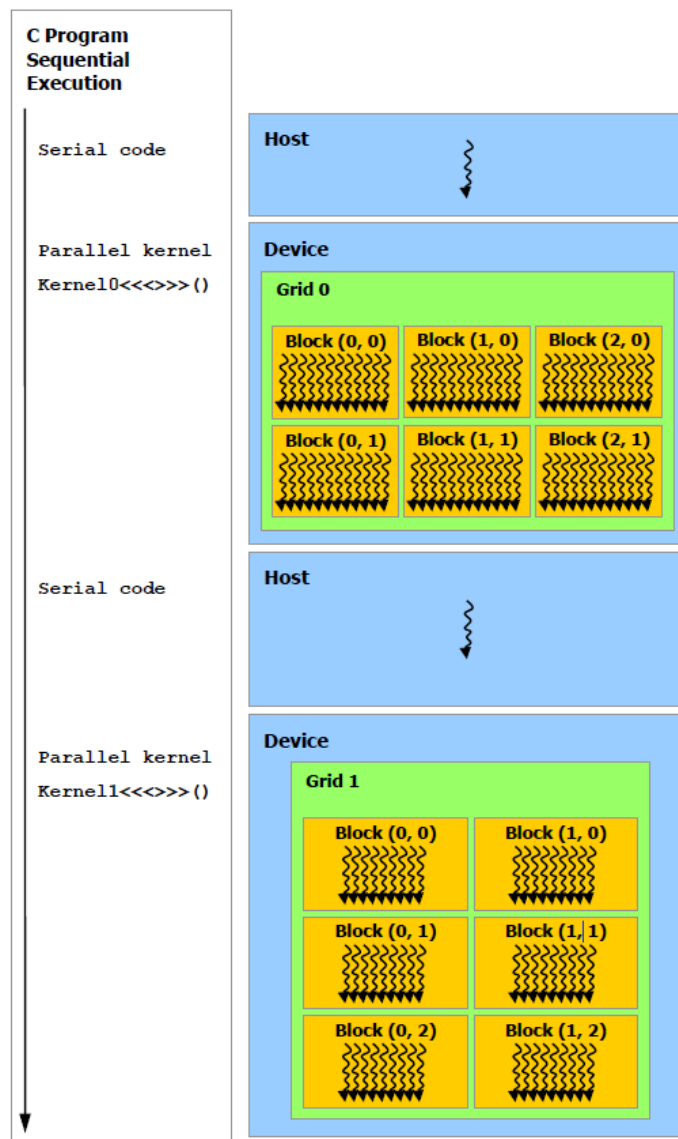 C Program
Sequential
Execution
Serial code
Host
Parallel kernel
Kernel0<<<>>>()
Device
Grid 0
Block (0, 0)
Block (1, 0)
Block (2, 0)
Block (0, 1)
Block (1, 1)
Block (2, 1)
Serial code
Host
Parallel kernel
Kernel1<<<>>>()
Device
Grid 1
Block (0, 0)
Block (1, 0)
Block (0, 1)
Block (1, 1)
Block (0, 2)
Block (1, 2)